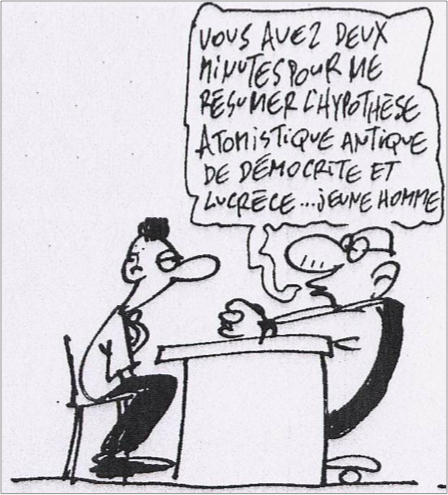 VOUS AVEZ DEUX
MINUTES POUR ME
RÉSUMER L'HYPOTHÈSE
ATOMISTIQUE ANTIQUE
DE DÉMOCRITE ET
LUCRÈCE... JEUNE HOMME